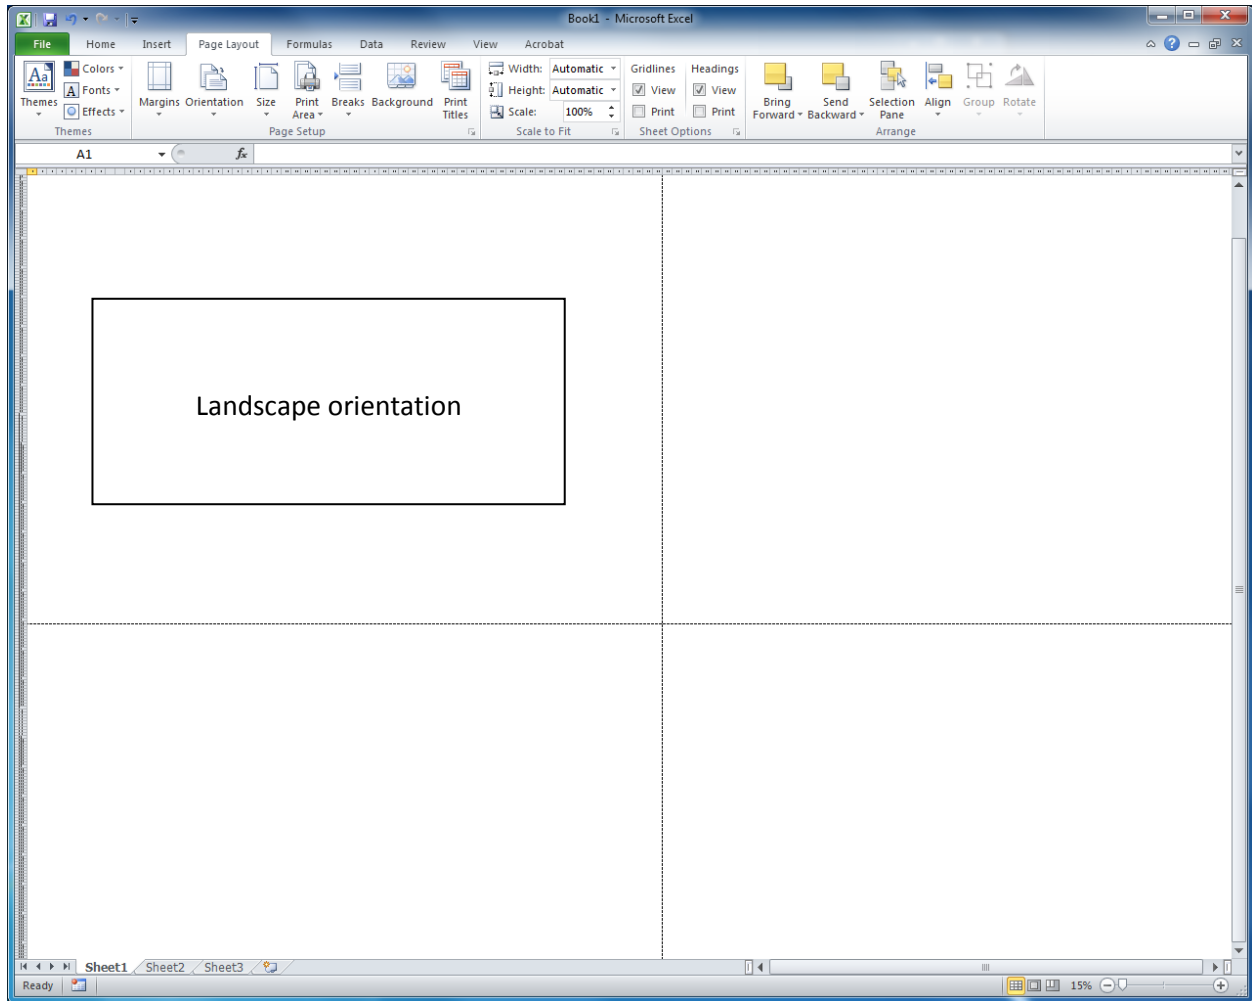 Book1 - Microsoft Excel
File Home Insert Page Layout Formulas Data Review View Acrobat
Colors Width: Automatic Gridlines Headings
Fonts Height: Automatic View View
Themes Effects Margins Orientation Size Print Area Breaks Background Print Titles Scale: 100% Print Print Bring Forward Send Backward Selection Pane Align Group Rotate
Themes Page Setup Scale to Fit Sheet Options Arrange
A1 fx
Landscape orientation
Sheet1 Sheet2 Sheet3
Ready 15%